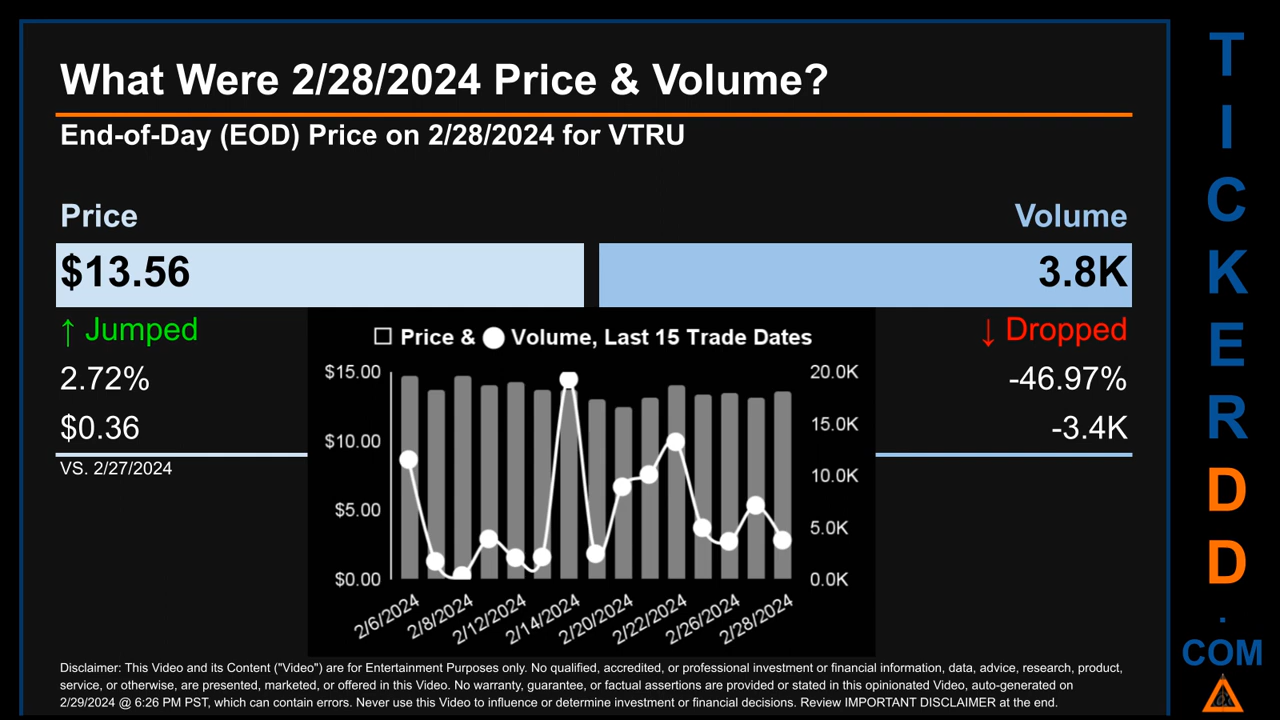 What Were 2/28/2024 Price & Volume?
End-of-Day (EOD) Price on 2/28/2024 for VTRU
Price
Volume
$13.56
3.8K
↑ Jumped
↓ Dropped
2.72%
-46.97%
$0.36
-3.4K
VS. 2/27/2024
Price & Volume, Last 15 Trade Dates
$15.00
$10.00
$5.00
$0.00
20.0K
15.0K
10.0K
5.0K
0.0K
2/6/2024
2/8/2024
2/12/2024
2/14/2024
2/20/2024
2/22/2024
2/26/2024
2/28/2024
Disclaimer: This Video and its Content ("Video") are for Entertainment Purposes only. No qualified, accredited, or professional investment or financial information, data, advice, research, product,
service, or otherwise, are presented, marketed, or offered in this Video. No warranty, guarantee, or factual assertions are provided or stated in this opinionated Video, auto-generated on
2/29/2024 @ 6:26 PM PST, which can contain errors. Never use this Video to influence or determine investment or financial decisions. Review IMPORTANT DISCLAIMER at the end.
T
I
C
K
E
R
D
D
.
COM